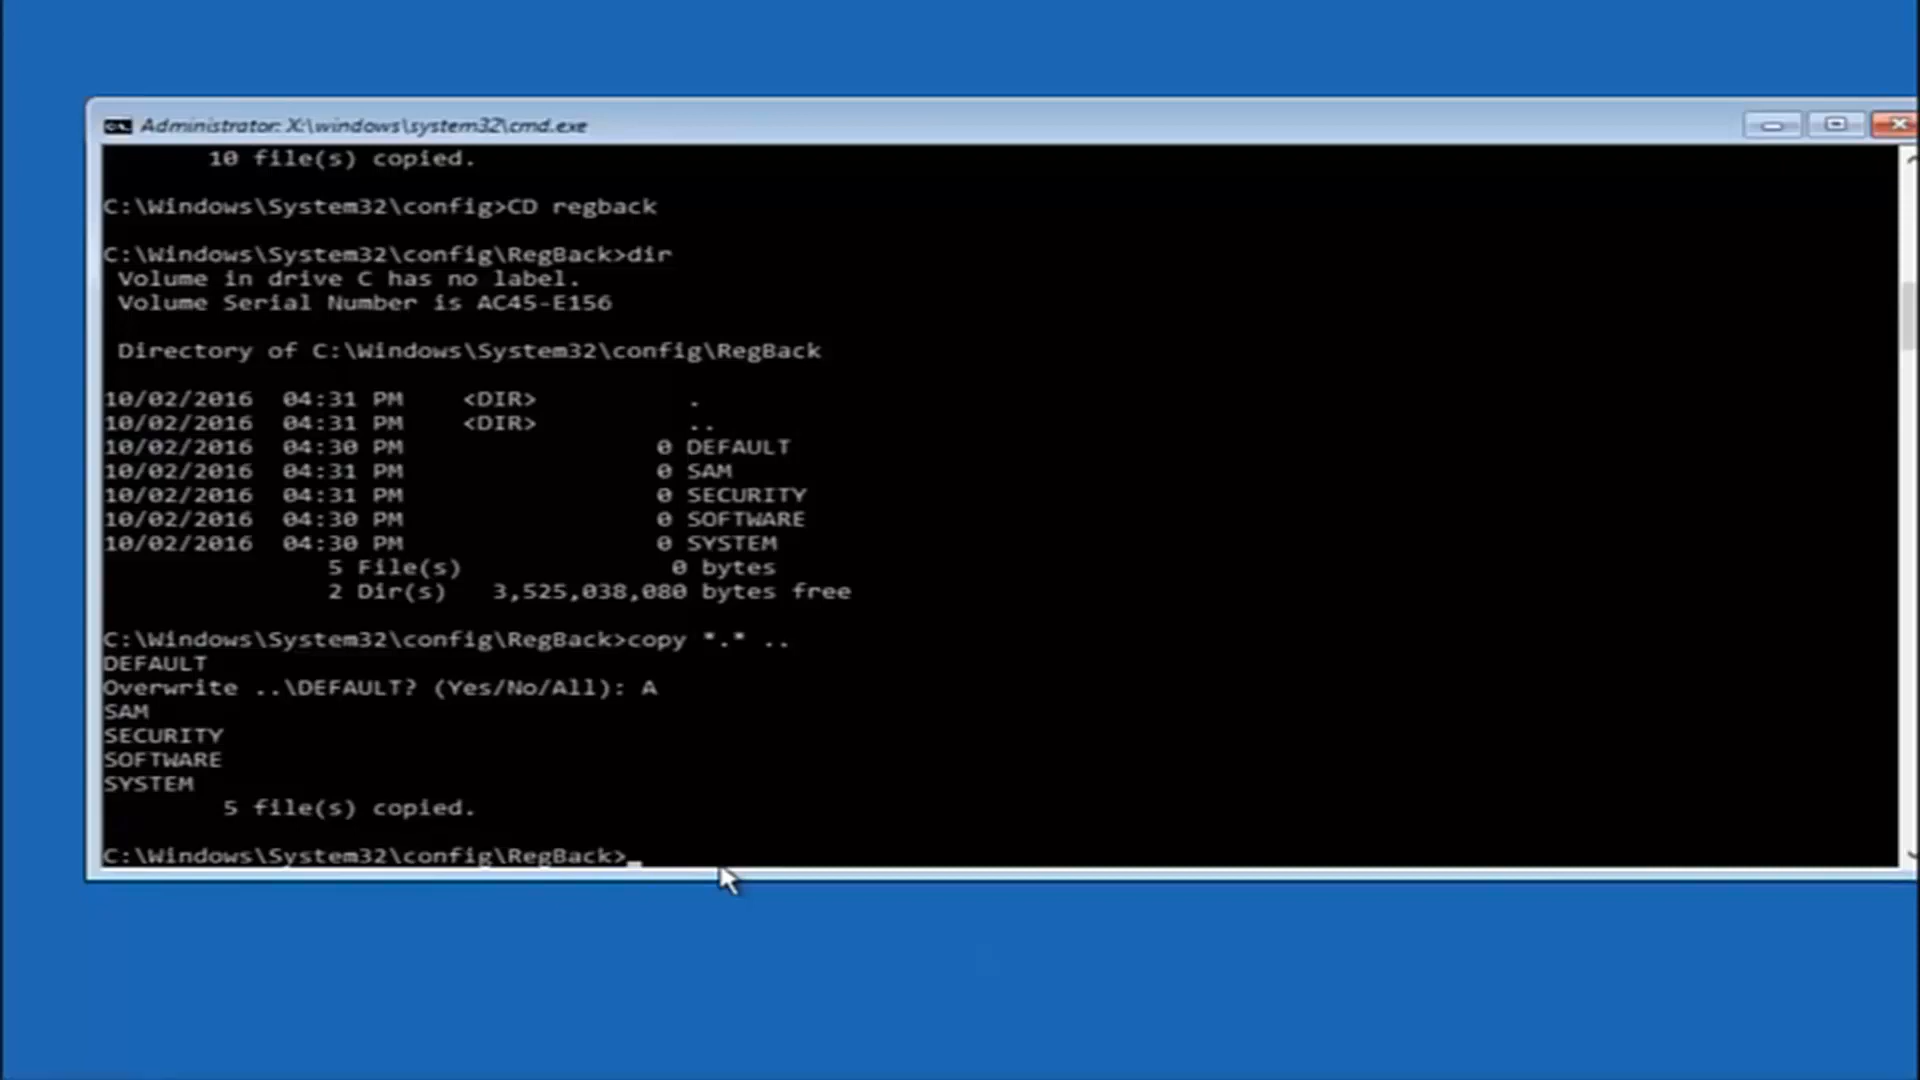 Administrator: X:\windows\system32\cmd.exe
10 file(s) copied.
C:\Windows\System32\config>CD regback
C:\Windows\System32\config\RegBack>dir
Volume in drive C has no label.
Volume Serial Number is AC45-E156
Directory of C:\Windows\System32\config\RegBack
10/02/2016 04:31 PM <DIR> .
10/02/2016 04:31 PM <DIR> ..
10/02/2016 04:30 PM 0 DEFAULT
10/02/2016 04:31 PM 0 SAM
10/02/2016 04:31 PM 0 SECURITY
10/02/2016 04:30 PM 0 SOFTWARE
10/02/2016 04:30 PM 0 SYSTEM
5 File(s) 0 bytes
2 Dir(s) 3,525,038,080 bytes free
C:\Windows\System32\config\RegBack>copy *.* ..
DEFAULT
Overwrite ..\DEFAULT? (Yes/No/All): A
SAM
SECURITY
SOFTWARE
SYSTEM
5 file(s) copied.
C:\Windows\System32\config\RegBack>_